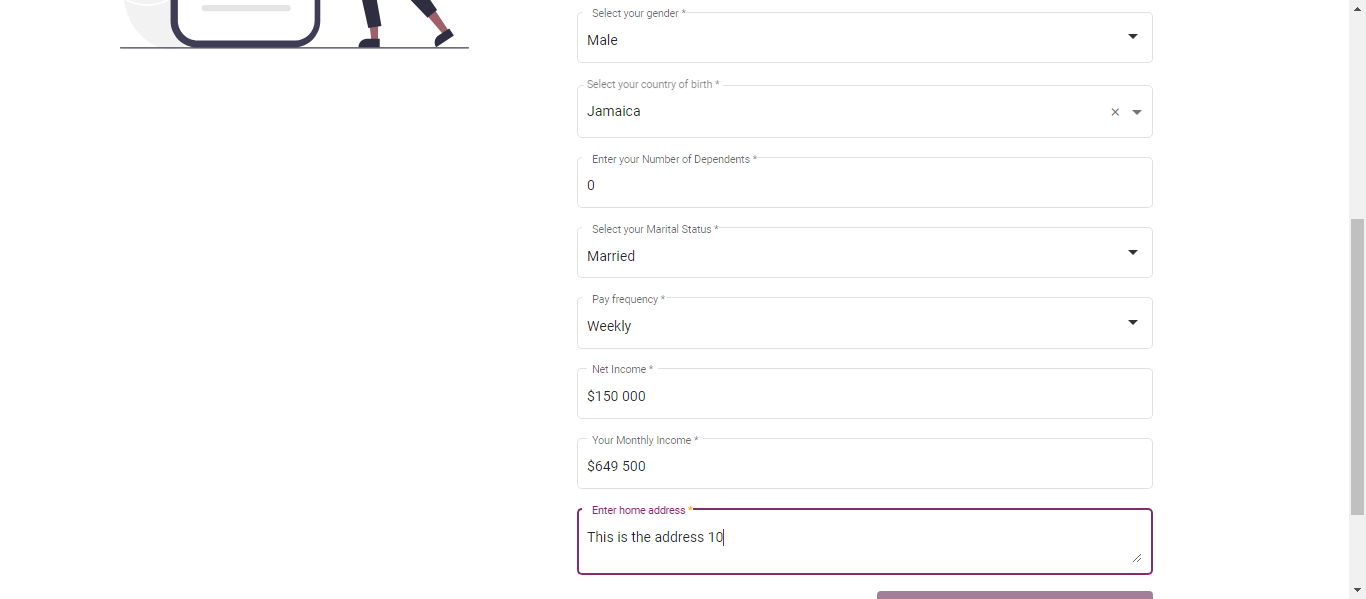 Select your gender *
Male
Select your country of birth *
Jamaica
Enter your Number of Dependents *
0
Select your Marital Status *
Married
Pay frequency *
Weekly
Net Income *
$150 000
Your Monthly Income *
$649 500
Enter home address *
This is the address 10